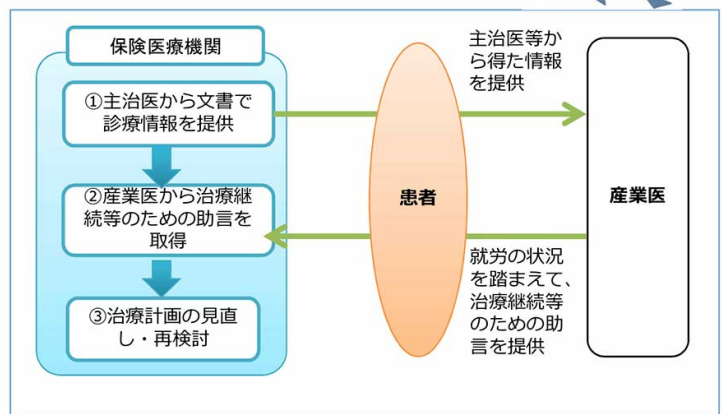 保険医療機関
①主治医から文書で
診療情報を提供
②産業医から治療継
続等のための助言を
取得
③治療計画の見直
し・再検討
患者
主治医等か
ら得た情報
を提供
就労の状況
を踏まえて、
治療継続等
のための助
言を提供
産業医